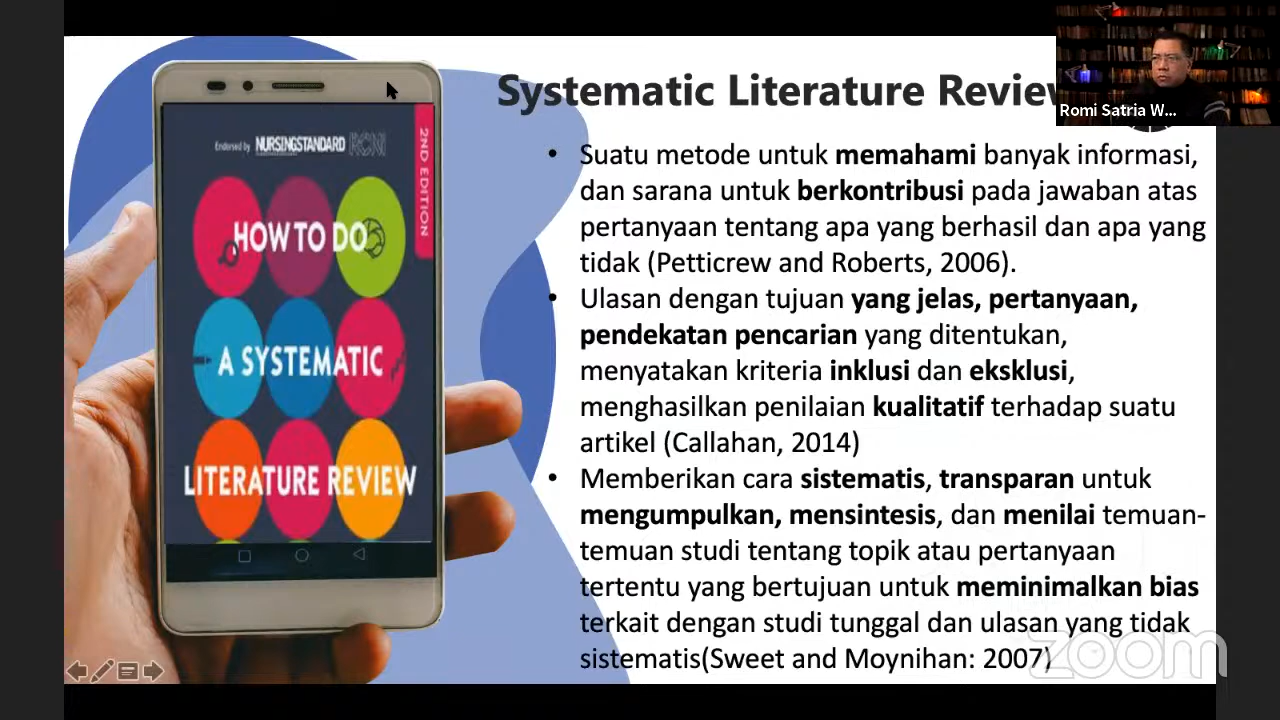 Systematic Literature Review
Romi Satria W...
• Suatu metode untuk memahami banyak informasi,
dan sarana untuk berkontribusi pada jawaban atas
pertanyaan tentang apa yang berhasil dan apa yang
tidak (Petticrew and Roberts, 2006).
• Ulasan dengan tujuan yang jelas, pertanyaan,
pendekatan pencarian yang ditentukan,
menyatakan kriteria inklusi dan eksklusi,
menghasilkan penilaian kualitatif terhadap suatu
artikel (Callahan, 2014)
• Memberikan cara sistematis, transparan untuk
mengumpulkan, mensintesis, dan menilai temuan-
temuan studi tentang topik atau pertanyaan
tertentu yang bertujuan untuk meminimalkan bias
terkait dengan studi tunggal dan ulasan yang tidak
sistematis(Sweet and Moynihan: 2007)
Endorsed by NURSINGSTANDARD RCNi
2ND EDITION
HOW TO DO
A SYSTEMATIC
LITERATURE REVIEW
zoom